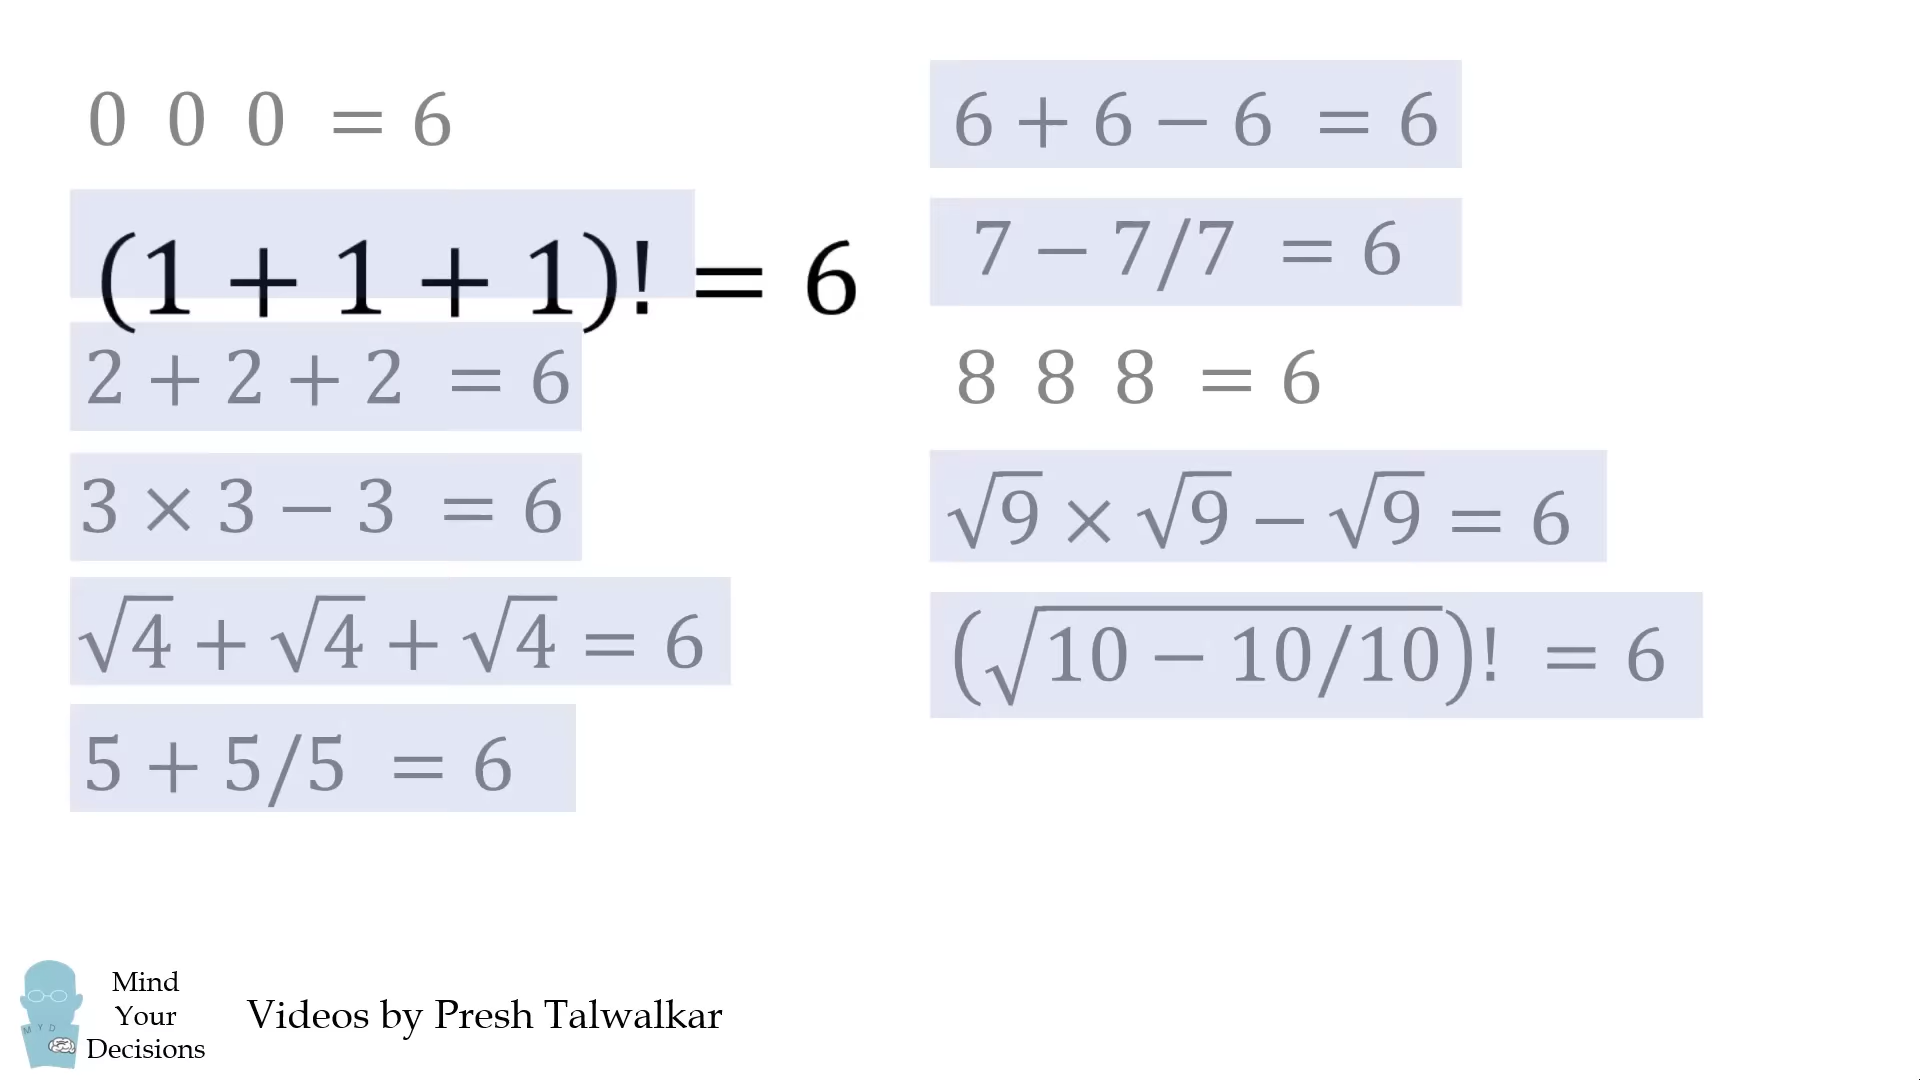 0 0 0 = 6
(1 + 1 + 1)! = 6
2 + 2 + 2 = 6
3 × 3 − 3 = 6
√4 + √4 + √4 = 6
5 + 5/5 = 6
6 + 6 − 6 = 6
7 − 7/7 = 6
8 8 8 = 6
√9 × √9 − √9 = 6
(√(10 − 10/10))! = 6
M Y D
Mind
Your
Decisions
Videos by Presh Talwalkar